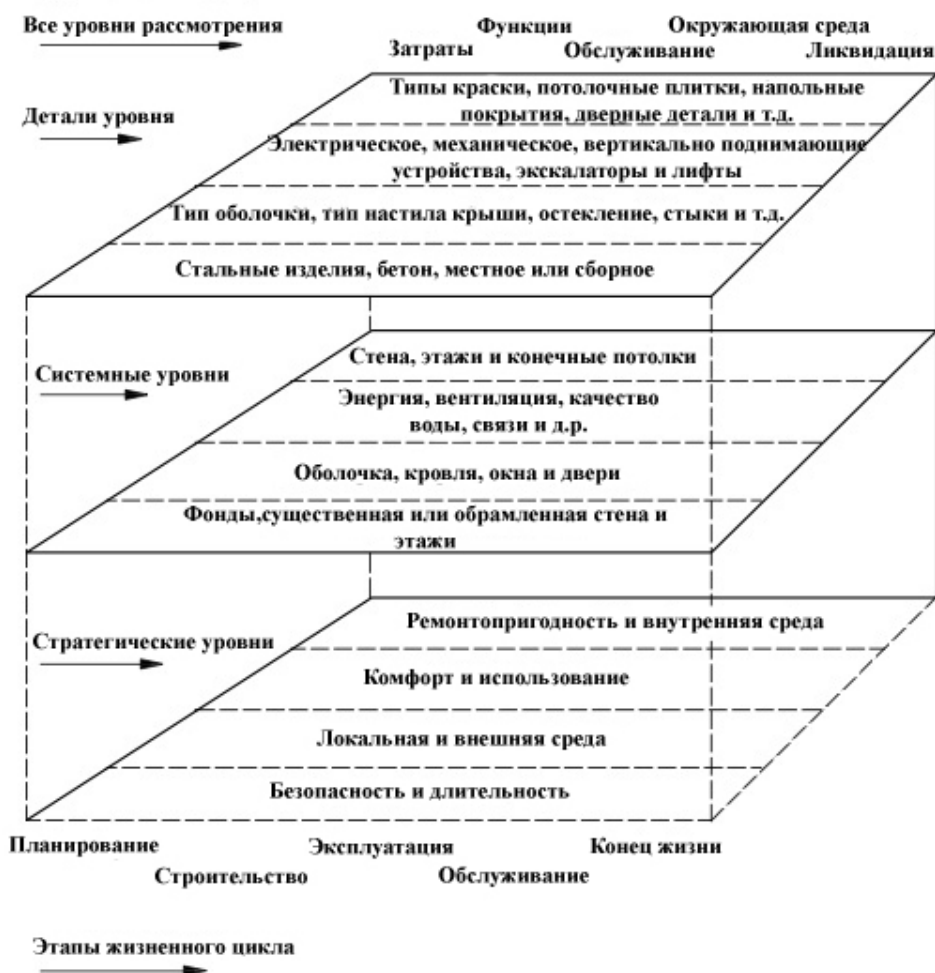 Все уровни рассмотрения
Функции
Окружающая среда
Затраты
Обслуживание
Ликвидация
Детали уровня
Типы краски, потолочные плитки, напольные
покрытия, дверные детали и т.д.
Электрическое, механическое, вертикально поднимающие
устройства, экскалаторы и лифты
Тип оболочки, тип настила крыши, остекление, стыки и т.д.
Стальные изделия, бетон, местное или сборное
Системные уровни
Стена, этажи и конечные потолки
Энергия, вентиляция, качество
воды, связи и д.р.
Оболочка, кровля, окна и двери
Фонды,существенная или обрамленная стена и
этажи
Стратегические уровни
Ремонтопригодность и внутренняя среда
Комфорт и использование
Локальная и внешняя среда
Безопасность и длительность
Планирование
Эксплуатация
Конец жизни
Строительство
Обслуживание
Этапы жизненного цикла